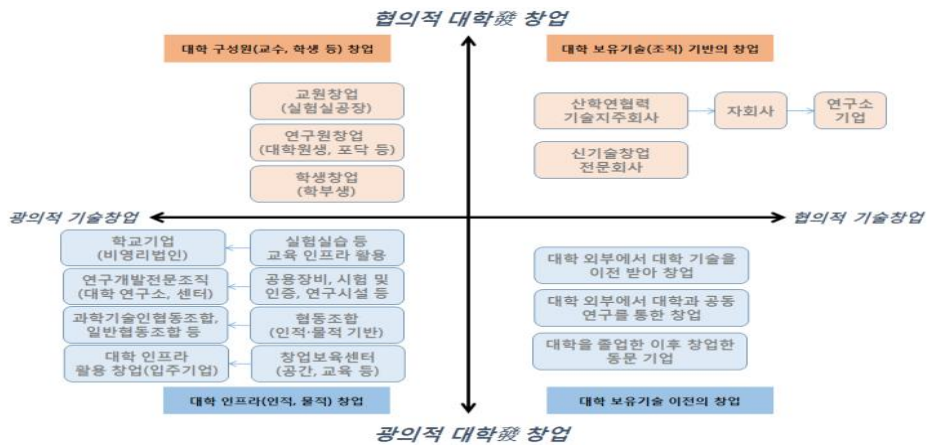 협의적 대학發 창업
대학 구성원(교수, 학생 등) 창업
대학 보유기술(조직) 기반의 창업
교원창업
(실험실공장)
연구원창업
(대학원생, 포닥 등)
학생창업
(학부생)
산학연협력
기술지주회사
자회사
연구소
기업
신기술창업
전문회사
광의적 기술창업
협의적 기술창업
학교기업
(비영리법인)
실험실습 등
교육 인프라 활용
연구개발전문조직
(대학 연구소, 센터)
공용장비, 시험 및
인증, 연구시설 등
과학기술인협동조합,
일반협동조합 등
협동조합
(인적·물적 기반)
대학 인프라
활용 창업(입주기업)
창업보육센터
(공간, 교육 등)
대학 외부에서 대학 기술을
이전 받아 창업
대학 외부에서 대학과 공동
연구를 통한 창업
대학을 졸업한 이후 창업한
동문 기업
대학 인프라(인적, 물적) 창업
대학 보유기술 이전의 창업
광의적 대학發 창업